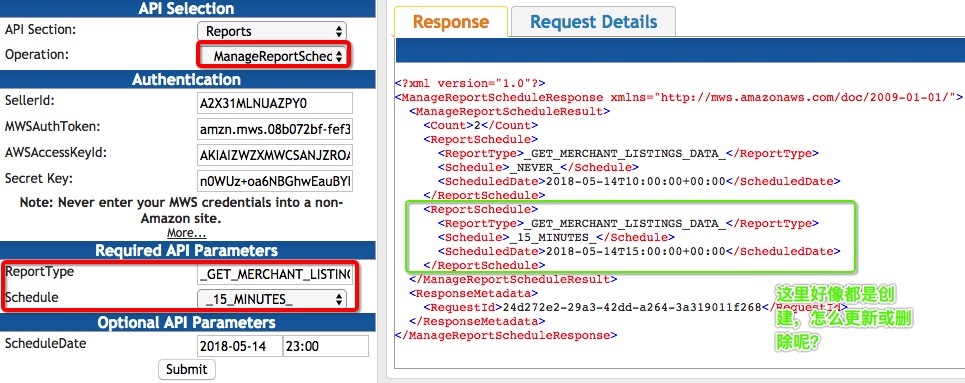 API Selection
API Section:
Reports
Operation:
_ManageReportSched
Authentication
SellerId:
A2X31MLNUAZPY0
MWSAuthToken:
amzn.mws.08b072bf-fef3
AWSAccessKeyId:
AKIAIZWZXMWCSANJZROA
Secret Key:
n0WUz+oa6NBGhwEauBYI
Note: Never enter your MWS credentials into a non-
Amazon site.
More...
Required API Parameters
ReportType
_GET_MERCHANT_LISTING
Schedule
_15_MINUTES_
Optional API Parameters
ScheduleDate
2018-05-14
23:00
Submit
Response
Request Details
<?xml version="1.0"?>
<ManageReportScheduleResponse xmlns="http://mws.amazonaws.com/doc/2009-01-01/">
<ManageReportScheduleResult>
<Count>2</Count>
<ReportSchedule>
<ReportType>_GET_MERCHANT_LISTINGS_DATA_</ReportType>
<Schedule>_NEVER_</Schedule>
<ScheduledDate>2018-05-14T10:00:00+00:00</ScheduledDate>
</ReportSchedule>
<ReportSchedule>
<ReportType>_GET_MERCHANT_LISTINGS_DATA_</ReportType>
<Schedule>_15_MINUTES_</Schedule>
<ScheduledDate>2018-05-14T15:00:00+00:00</ScheduledDate>
</ReportSchedule>
</ManageReportScheduleResult>
<ResponseMetadata>
<RequestId>24d272e2-29a3-42dd-a264-3a319011f268</RequestId>
</ResponseMetadata>
</ManageReportScheduleResponse>
这里好像都是创
建，怎么更新或删
除呢？